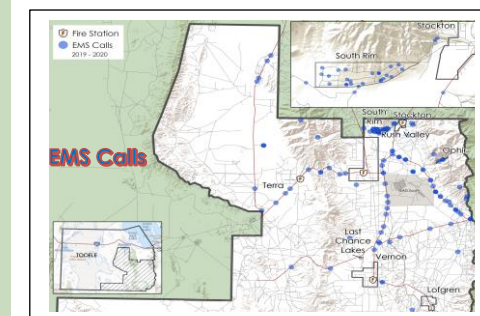 Fire Station
EMS Calls
2019 - 2020
Stockton
South Rim
South
Rim
Stockton
Rush Valley
Ophir
EMS Calls
Terra
Last
Chance
Lakes
Vernon
TOOELE
Lofgren